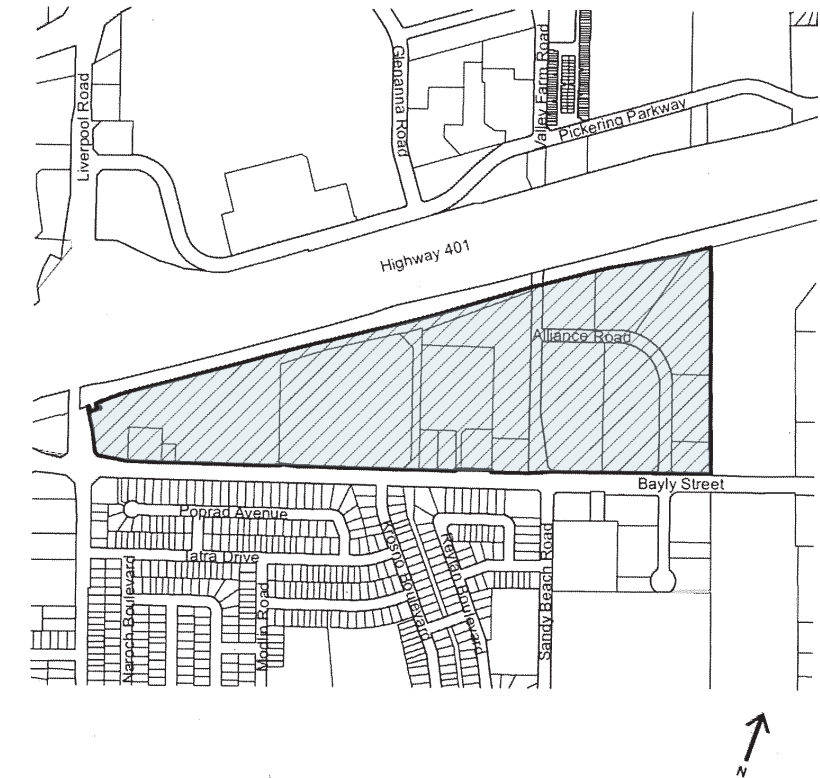 Liverpool Road
Glenanna Road
Valley Farm Road
Pickering Parkway
Highway 401
Alliance Road
Bayly Street
Poprad Avenue
Tatra Drive
Krosno Boulevard
Reytan Boulevard
Sandy Beach Road
Naroch Boulevard
Modlin Road
N